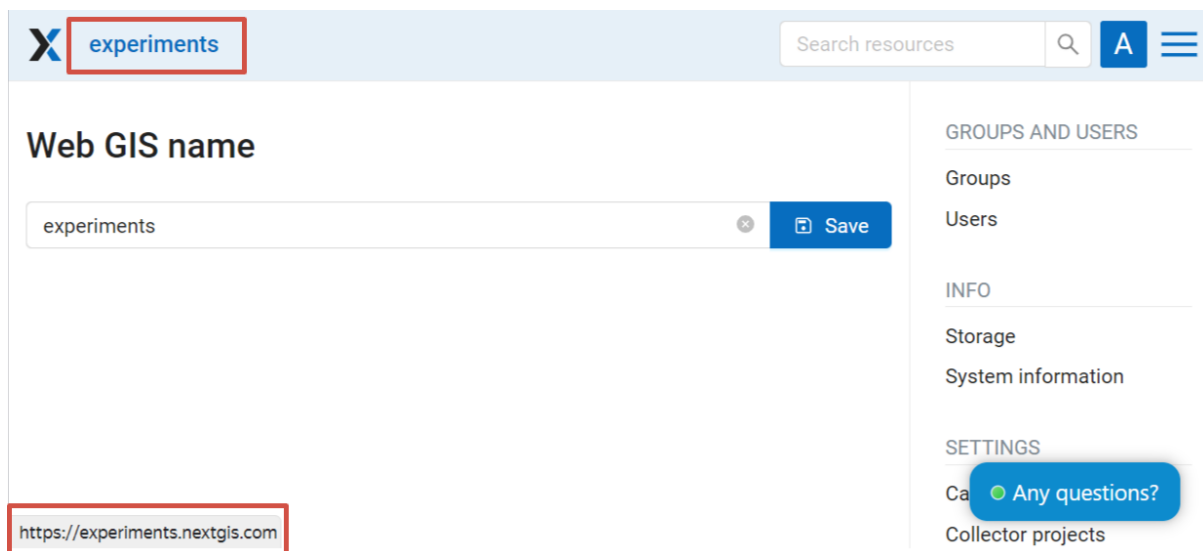 experiments
Search resources
A
Web GIS name
experiments
Save
GROUPS AND USERS
Groups
Users
INFO
Storage
System information
SETTINGS
Ca
Any questions?
Collector projects
https://experiments.nextgis.com